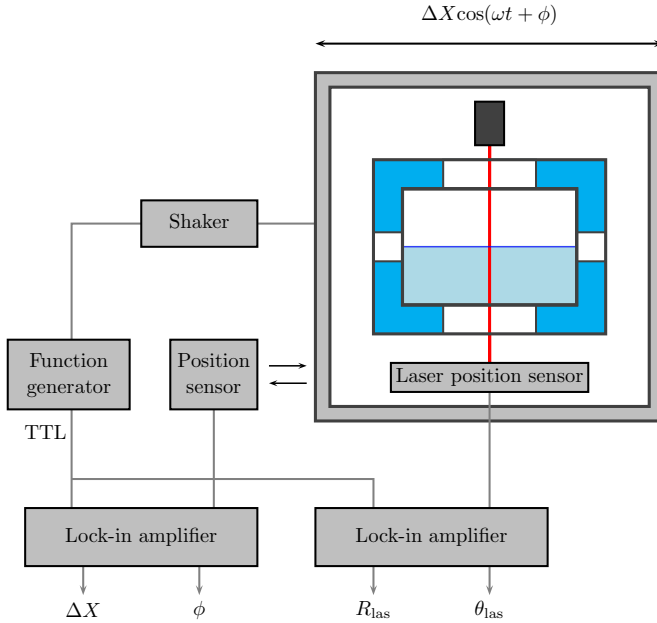 ΔX cos(ωt + ϕ)
Shaker
Function
generator
Position
sensor
Laser position sensor
TTL
Lock-in amplifier
Lock-in amplifier
ΔX
ϕ
R_las
θ_las